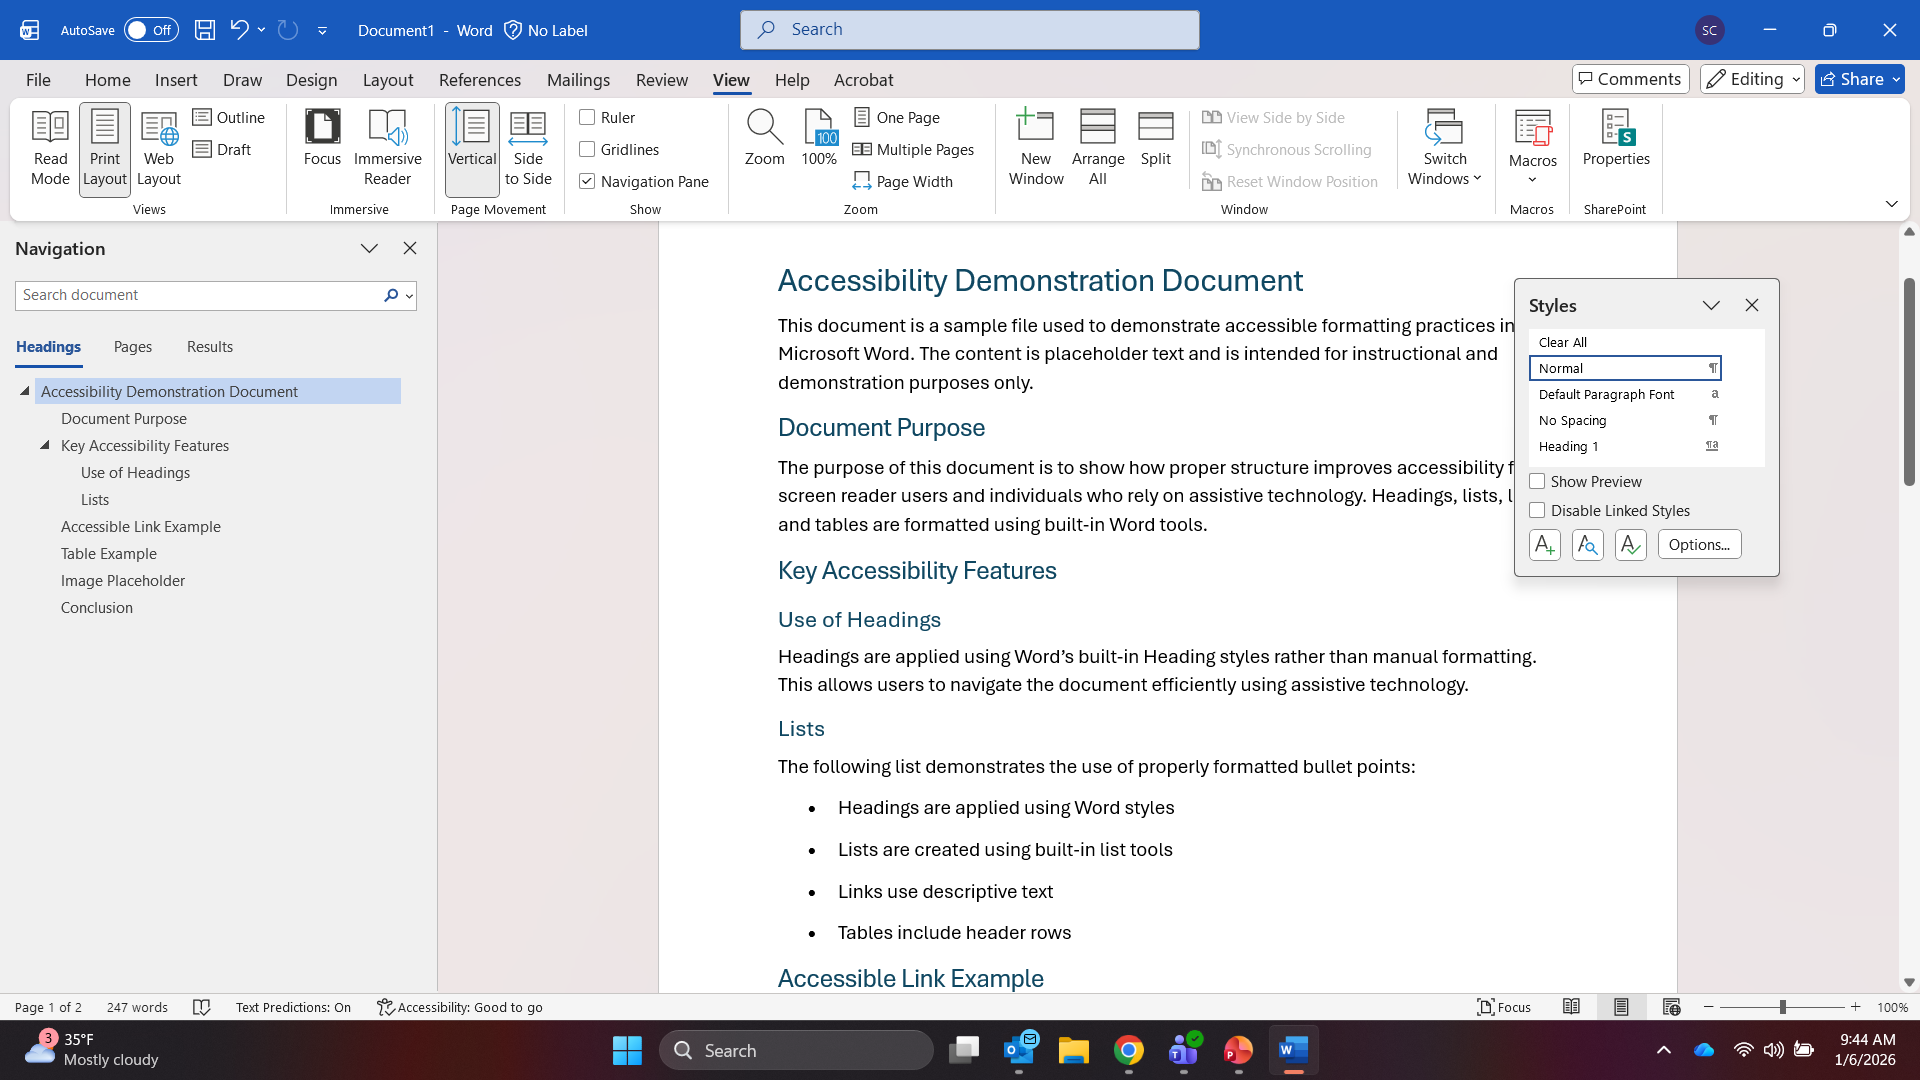 AutoSave Off Document1 - Word No Label Search SC
File Home Insert Draw Design Layout References Mailings Review View Help Acrobat Comments Editing Share
Read Mode
Print Layout
Web Layout
Outline
Draft
Views
Focus
Immersive Reader
Immersive
Vertical
Side to Side
Page Movement
Ruler
Gridlines
Navigation Pane
Show
Zoom
100
100%
One Page
Multiple Pages
Page Width
Zoom
New Window
Arrange All
Split
View Side by Side
Synchronous Scrolling
Reset Window Position
Switch Windows
Window
Macros
Macros
Properties
SharePoint
Navigation
Search document
Headings Pages Results
Accessibility Demonstration Document
Document Purpose
Key Accessibility Features
Use of Headings
Lists
Accessible Link Example
Table Example
Image Placeholder
Conclusion
Accessibility Demonstration Document
This document is a sample file used to demonstrate accessible formatting practices in
Microsoft Word. The content is placeholder text and is intended for instructional and
demonstration purposes only.
Document Purpose
The purpose of this document is to show how proper structure improves accessibility f
screen reader users and individuals who rely on assistive technology. Headings, lists, l
and tables are formatted using built-in Word tools.
Key Accessibility Features
Use of Headings
Headings are applied using Word’s built-in Heading styles rather than manual formatting.
This allows users to navigate the document efficiently using assistive technology.
Lists
The following list demonstrates the use of properly formatted bullet points:
• Headings are applied using Word styles
• Lists are created using built-in list tools
• Links use descriptive text
• Tables include header rows
Accessible Link Example
Styles
Clear All
Normal ¶
Default Paragraph Font a
No Spacing ¶
Heading 1 ¶a
Show Preview
Disable Linked Styles
Options...
Page 1 of 2 247 words Text Predictions: On Accessibility: Good to go Focus 100%
3
35°F
Mostly cloudy
Search
9:44 AM
1/6/2026